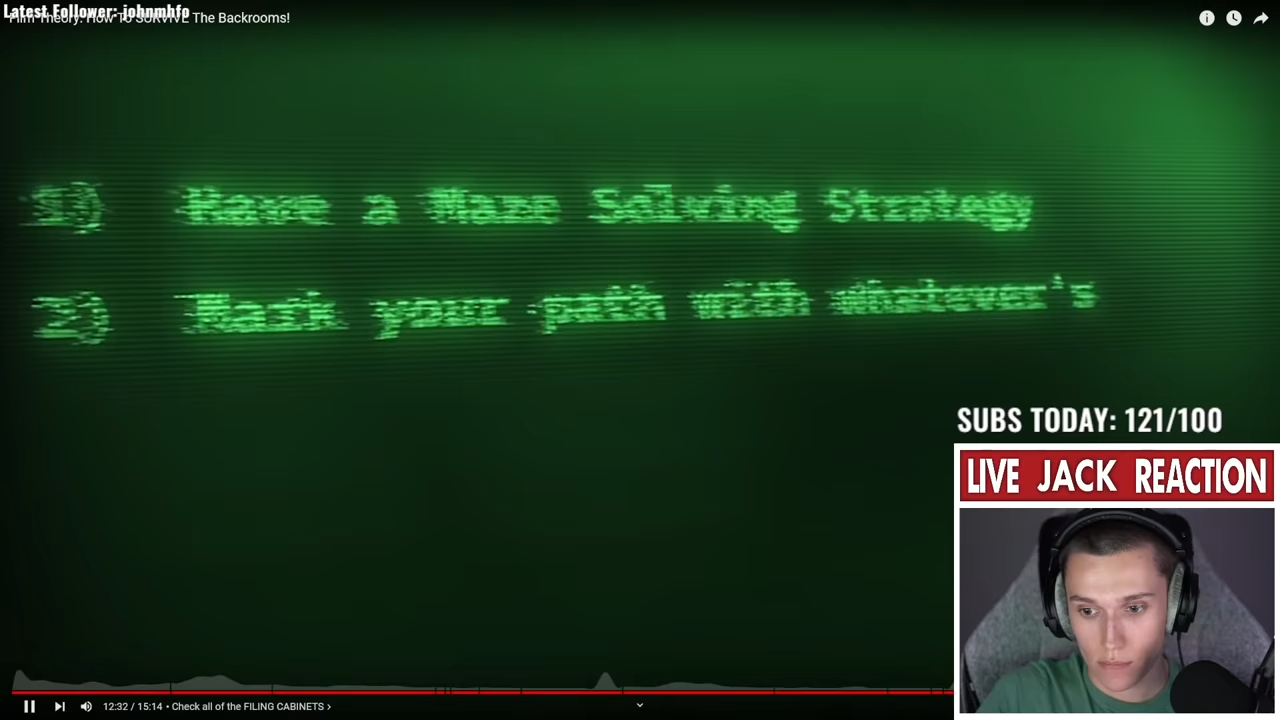 Latest Follower: johnmhfo
Film Theory: How To SURVIVE The Backrooms!
1) Have a Maze Solving Strategy
2) Mark your path with whatever's
SUBS TODAY: 121/100
LIVE JACK REACTION
12:32 / 15:14 • Check all of the FILING CABINETS ›